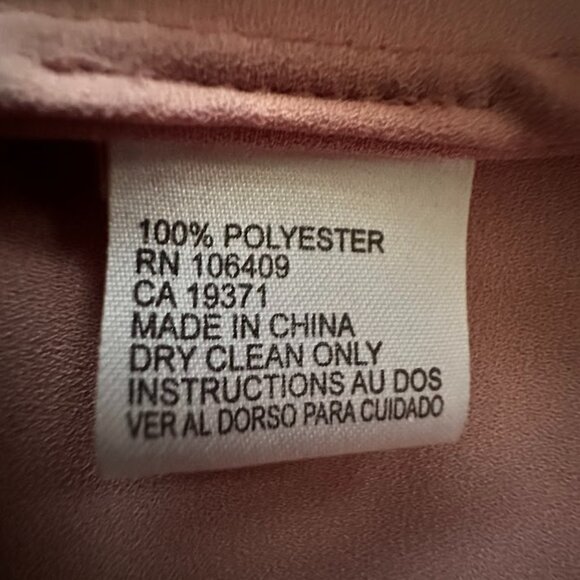 100% POLYESTER
RN 106409
CA 19371
MADE IN CHINA
DRY CLEAN ONLY
INSTRUCTIONS AU DOS
VER AL DORSO PARA CUIDADO